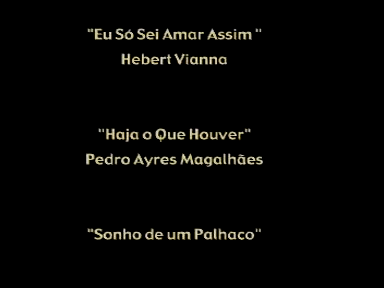 "Eu Só Sei Amar Assim"
Hebert Vianna
"Haja o Que Houver"
Pedro Ayres Magalhães
"Sonho de um Palhaco"